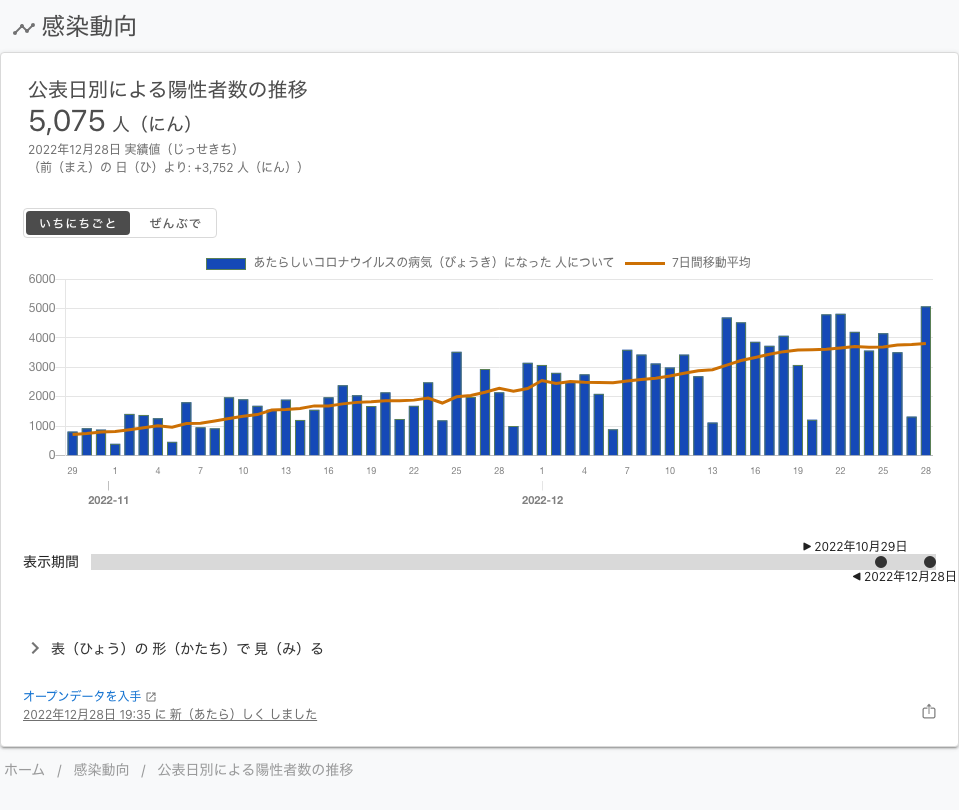 感染動向
公表日別による陽性者数の推移
5,075 人（にん）
2022年12月28日 実績値（じっせきち）
（前（まえ）の 日（ひ）より: +3,752 人（にん））
いちにちごと ぜんぶで
あたらしいコロナウイルスの病気（びょうき）になった 人について 7日間移動平均
6000
5000
4000
3000
2000
1000
0
29 1 4 7 10 13 16 19 22 25 28 1 4 7 10 13 16 19 22 25 28
2022-11 2022-12
2022年10月29日
表示期間
2022年12月28日
表（ひょう）の 形（かたち）で 見（み）る
オープンデータを入手
2022年12月28日 19:35 に 新（あたら）しく しました
ホーム / 感染動向 / 公表日別による陽性者数の推移